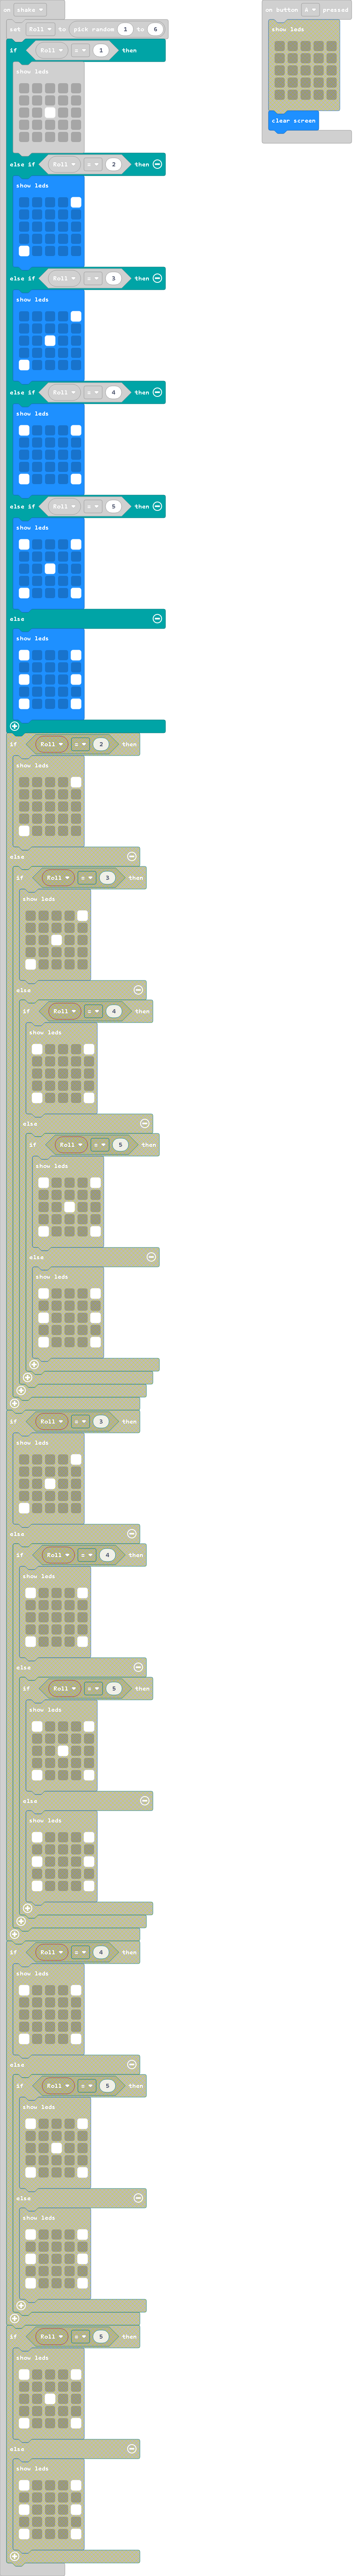 on shake
set Roll to pick random 1 to 6
if Roll = 1 then
show leds
else if Roll = 2 then
show leds
else if Roll = 3 then
show leds
else if Roll = 4 then
show leds
else if Roll = 5 then
show leds
else
show leds
if Roll = 2 then
show leds
else
if Roll = 3 then
show leds
else
if Roll = 4 then
show leds
else
if Roll = 5 then
show leds
else
show leds
if Roll = 3 then
show leds
else
if Roll = 4 then
show leds
else
if Roll = 5 then
show leds
else
show leds
if Roll = 4 then
show leds
else
if Roll = 5 then
show leds
else
show leds
if Roll = 5 then
show leds
else
show leds
on button A pressed
show leds
clear screen